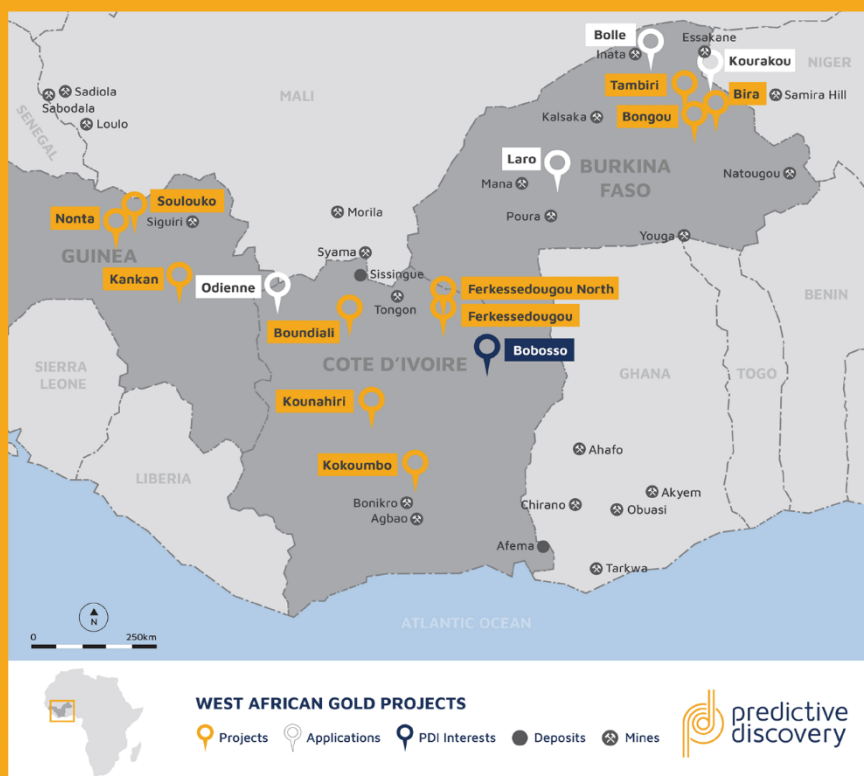 Bolle
Essakane
Inata
Kourakou
NIGER
Tambiri
Bira
Samira Hill
Sadiola
Sabodala
MALI
Loulo
SENEGAL
Kalsaka
Bongou
Laro
BURKINA
FASO
Natougou
Mana
Soulouko
Nonta
Siguiri
Morila
Poura
Youga
GUINEA
Syama
Kankan
Odienne
Sissingue
Ferkessedougou North
Tongon
Ferkessedougou
Boundiali
BENIN
Bobosso
COTE D'IVOIRE
SIERRA
LEONE
GHANA
TOGO
Kounahiri
Ahafo
Kokoumbo
LIBERIA
Akyem
Bonikro
Chirano
Obuasi
Agbao
Afema
Tarkwa
N
ATLANTIC OCEAN
0 250km
WEST AFRICAN GOLD PROJECTS
Projects Applications PDI Interests Deposits Mines
predictive
discovery